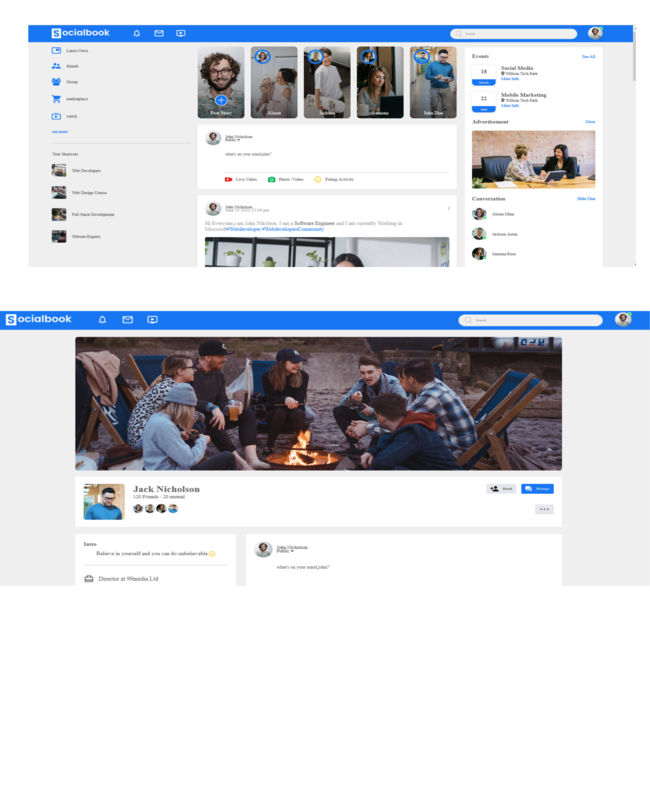 Socialbook
Search
Latest News
friends
Group
marketplace
watch
see more
Your Shortcuts
Web Developers
Web Design Course
Full Stack Development
Website Experts
Post Story
Alison
Jackson
Samona
John Doe
John Nicholson
Public
what's on your mind,john?
Live Video
Photo /Video
Feling Activity
John Nicholson
June 24 2021, 13:40 pm
Hi Everyone,i am John Nikolson. I am a Software Engineer and I am currently Working in
Microsoft#Webdeveloper #WebdevelopersCommunity
Events
See All
18
March
Social Media
Willson Tech Park
More Info
22
June
Mobile Marketing
Willson Tech Park
More Info
Advertisement
Close
Conversation
Hide Chat
Alison Mina
Jackson Aston
Samona Rose
Socialbook
Search
Jack Nicholson
120 Friends - 20 mutual
Message
Intro
Believe in yourself and you can do unbelievable
Director at 99media Ltd
John Nicholson
Public
what's on your mind,john?